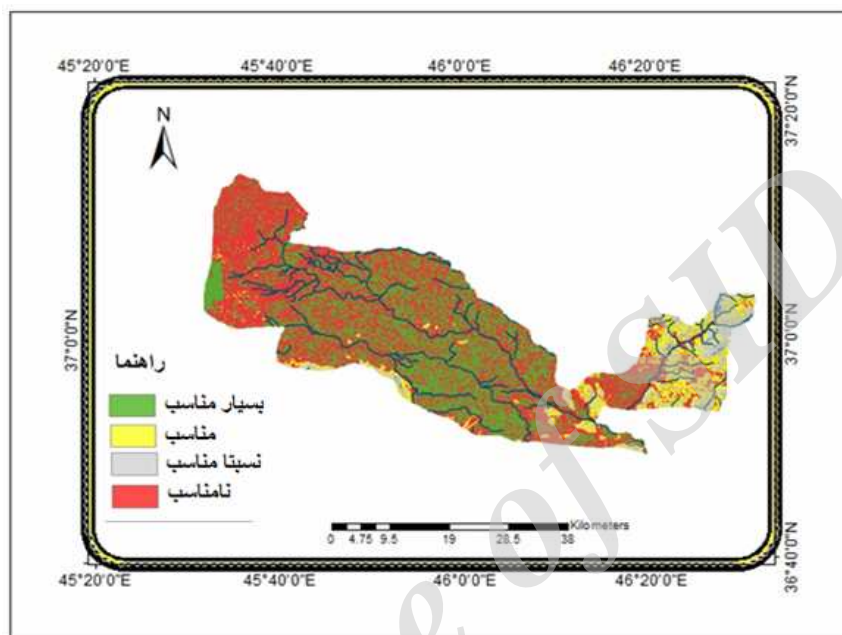 45°20'0"E 45°40'0"E 46°0'0"E 46°20'0"E
37°20'0"N
N
37°0'0"N
37°0'0"N
راهنما
بسیار مناسب
مناسب
نسبتا مناسب
نامناسب
Kilometers
0 4.75 9.5 19 28.5 38
36°40'0"N
45°20'0"E 45°40'0"E 46°0'0"E 46°20'0"E
e of SID